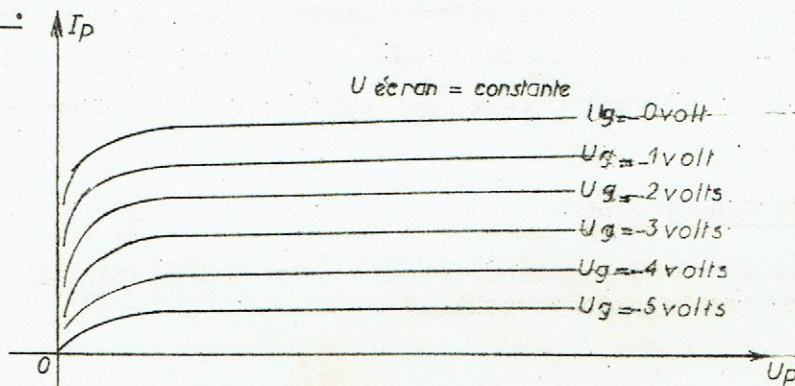 Ip
U écran = constante
Ug=-0volt
Ug=-1volt
Ug=-2volts
Ug=-3volts
Ug=-4volts
Ug=-5volts
0
Up